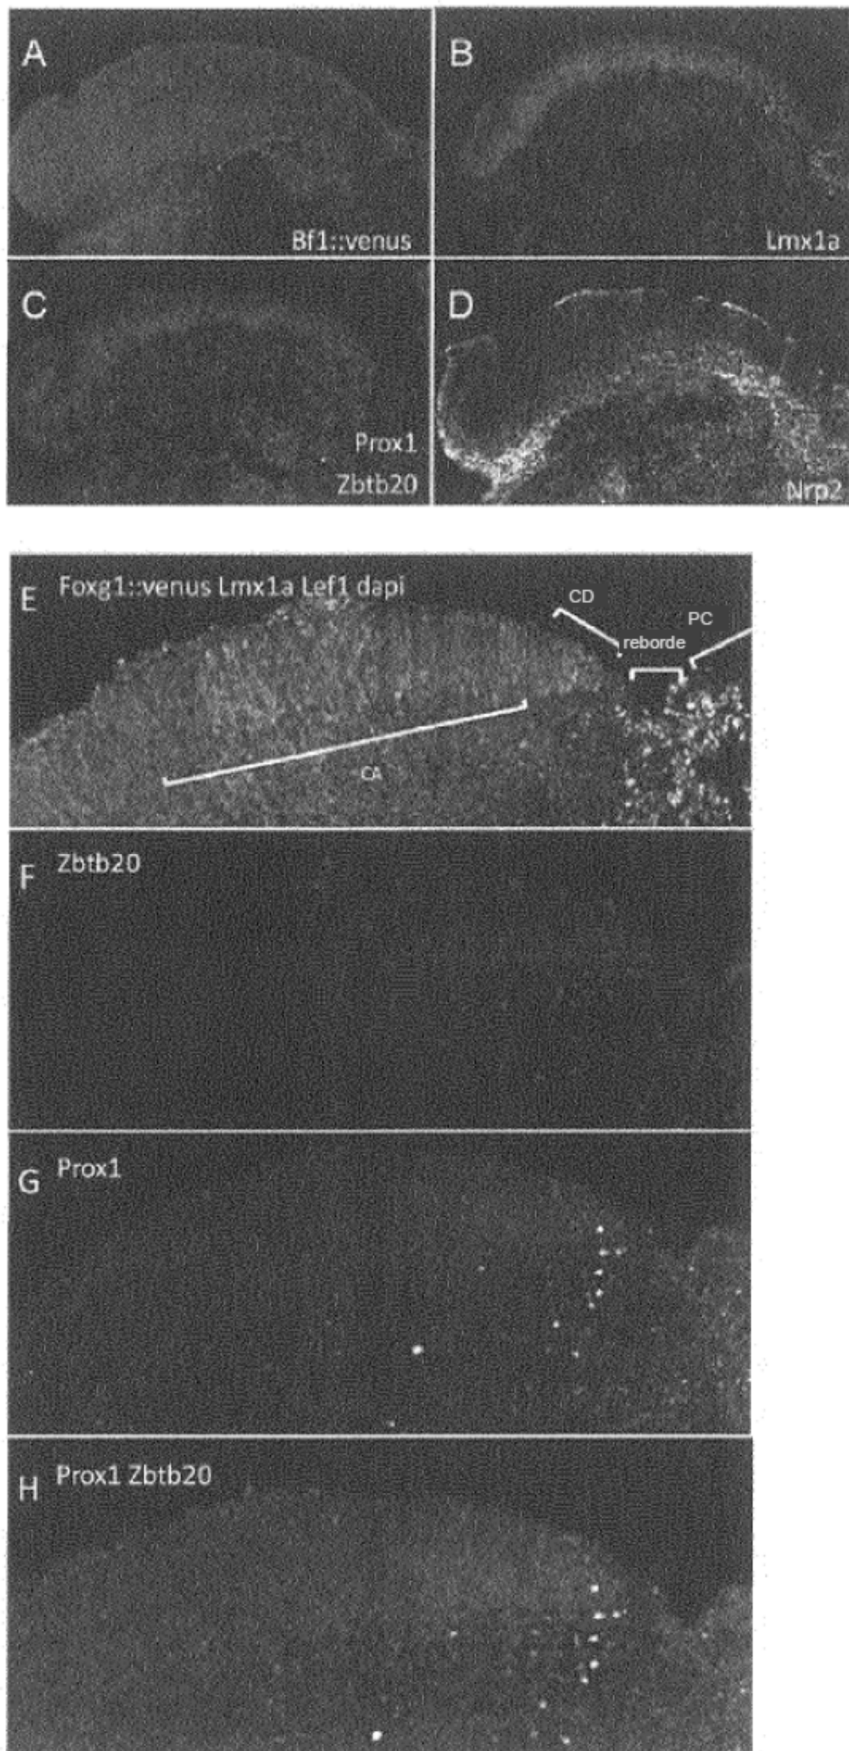 A
Bf1::venus
B
Lmx1a
C
Prox1
Zbtb20
D
Nrp2
E Foxg1::venus Lmx1a Lef1 dapi
CD
PC
reborde
CA
F Zbtb20
G Prox1
H Prox1 Zbtb20